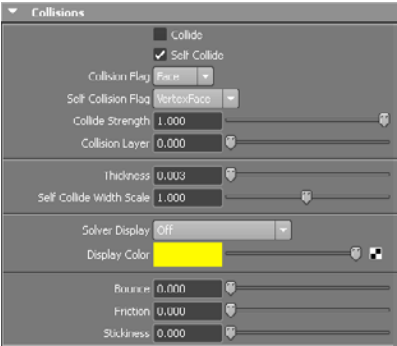 Collisions
Collide
Self Collide
Collision Flag Face
Self Collision Flag VertexFace
Collide Strength 1.000
Collision Layer 0.000
Thickness 0.003
Self Collide Width Scale 1.000
Solver Display Off
Display Color
Bounce 0.000
Friction 0.000
Stickiness 0.000